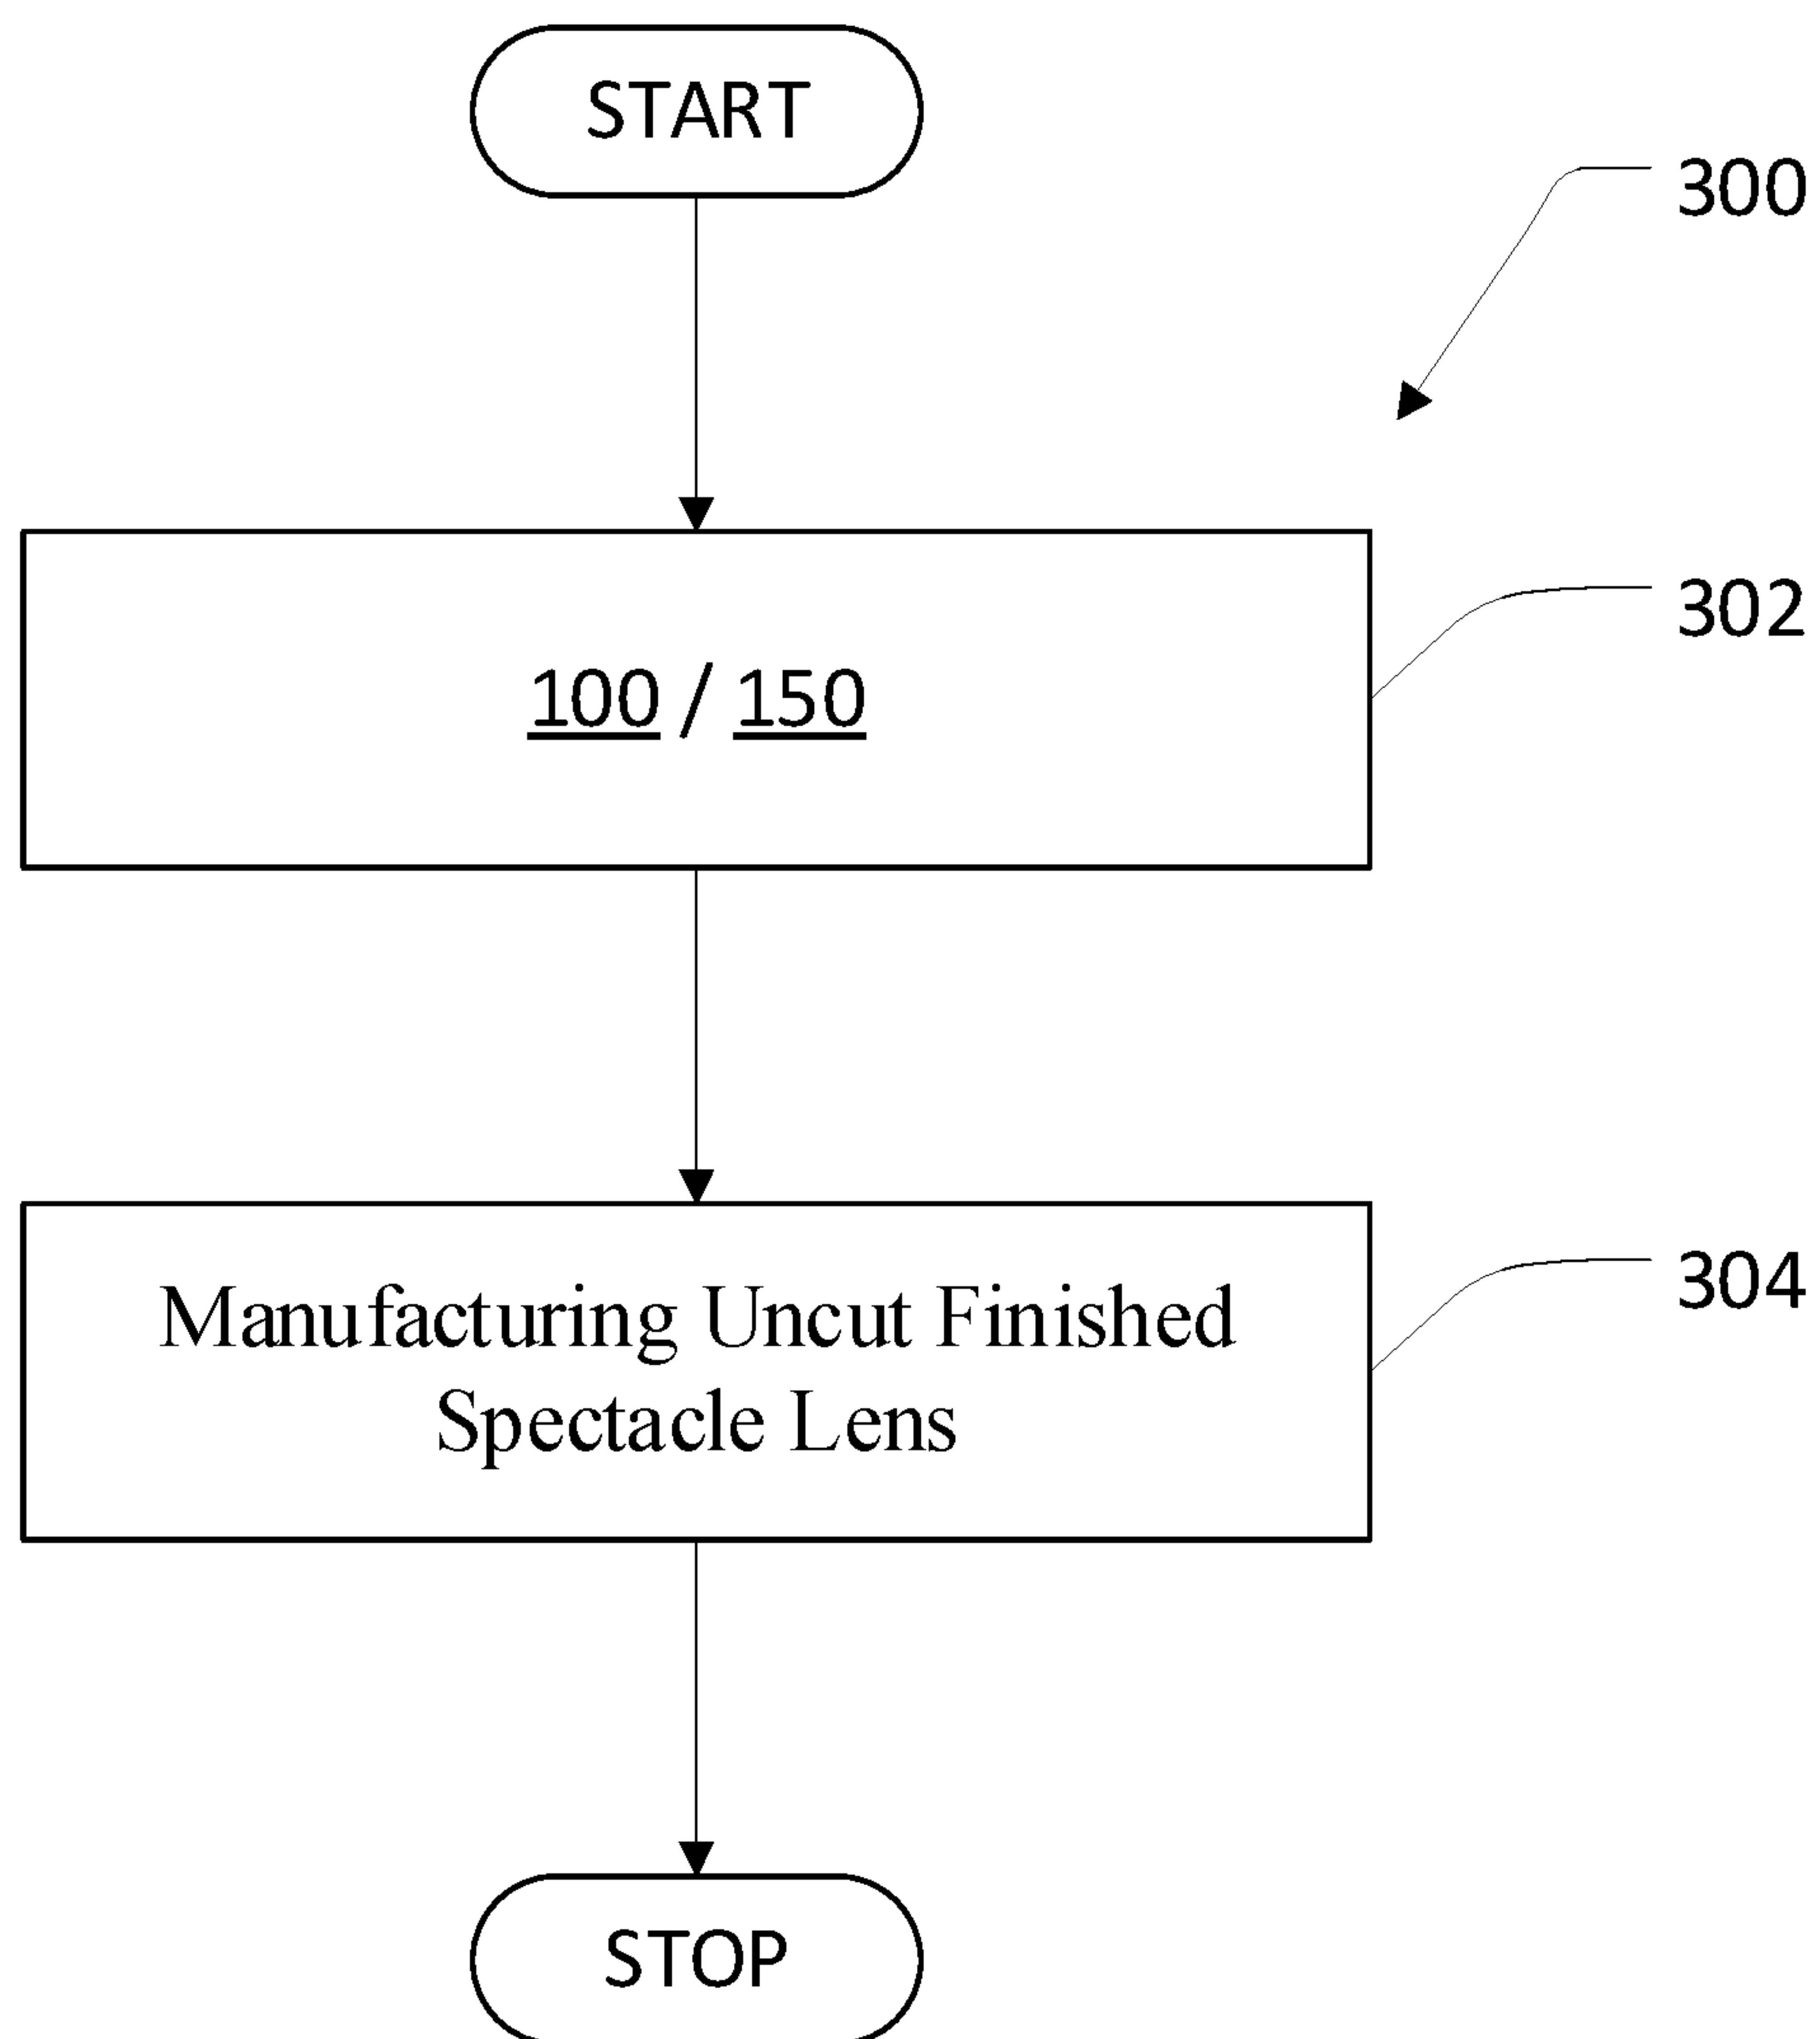 START
300
302
100 / 150
304
Manufacturing Uncut Finished
Spectacle Lens
STOP